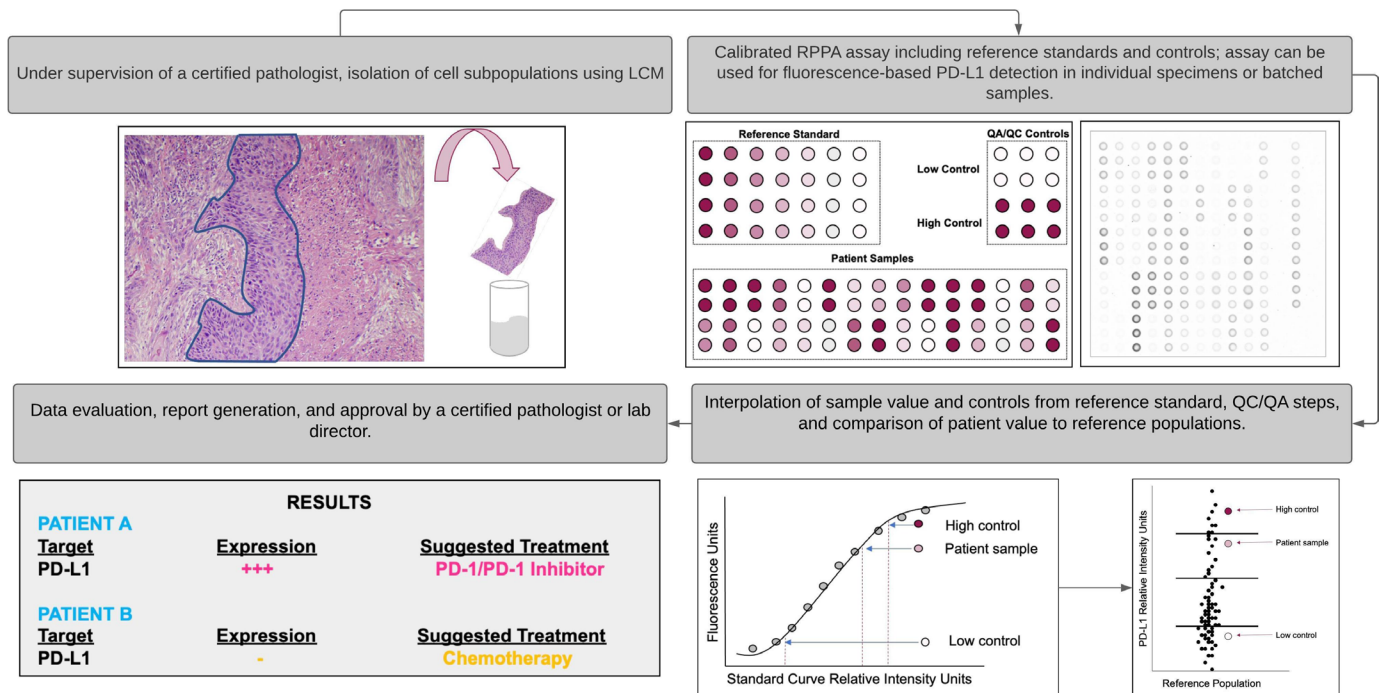 Under supervision of a certified pathologist, isolation of cell subpopulations using LCM
Calibrated RPPA assay including reference standards and controls; assay can be
used for fluorescence-based PD-L1 detection in individual specimens or batched
samples.
Reference Standard
QA/QC Controls
Low Control
High Control
Patient Samples
Data evaluation, report generation, and approval by a certified pathologist or lab
director.
Interpolation of sample value and controls from reference standard, QC/QA steps,
and comparison of patient value to reference populations.
RESULTS
PATIENT A
Target Expression Suggested Treatment
PD-L1 +++ PD-1/PD-1 Inhibitor
PATIENT B
Target Expression Suggested Treatment
PD-L1 - Chemotherapy
Fluorescence Units
High control
Patient sample
Low control
Standard Curve Relative Intensity Units
PD-L1 Relative Intensity Units
High control
Patient sample
Low control
Reference Population